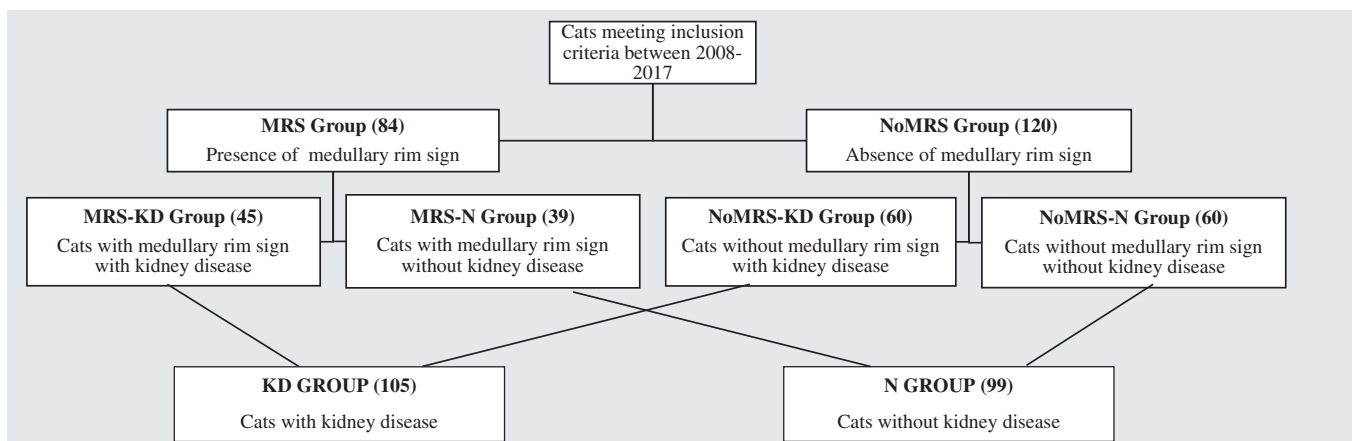 Cats meeting inclusion
criteria between 2008-
2017
MRS Group (84)
Presence of medullary rim sign
NoMRS Group (120)
Absence of medullary rim sign
MRS-KD Group (45)
Cats with medullary rim sign
with kidney disease
MRS-N Group (39)
Cats with medullary rim sign
without kidney disease
NoMRS-KD Group (60)
Cats without medullary rim sign
with kidney disease
NoMRS-N Group (60)
Cats without medullary rim sign
without kidney disease
KD GROUP (105)
Cats with kidney disease
N GROUP (99)
Cats without kidney disease